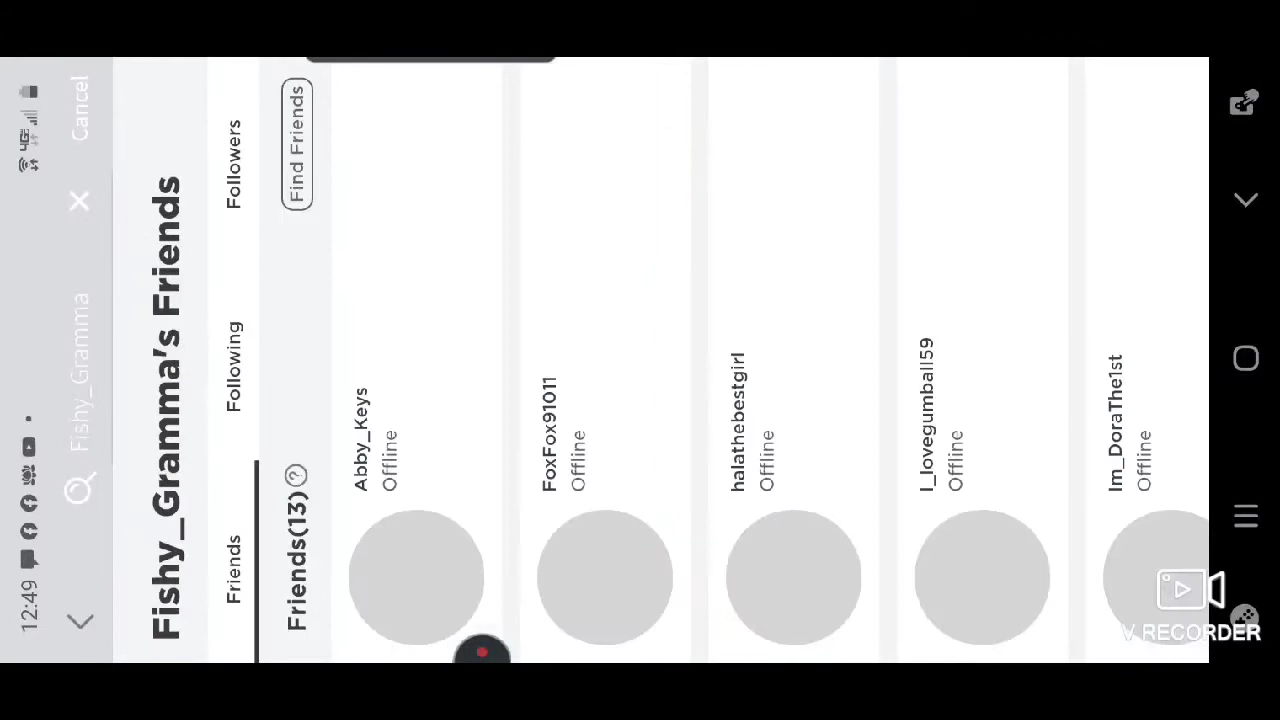 12:49
4GE
Fishy_Gramma
Cancel
Fishy_Gramma's Friends
Friends
Following
Followers
Friends(13)
Find Friends
Abby_Keys
Offline
FoxFox91011
Offline
halathebestgirl
Offline
I_lovegumball59
Offline
Im_DoraThe1st
Offline
V RECORDER